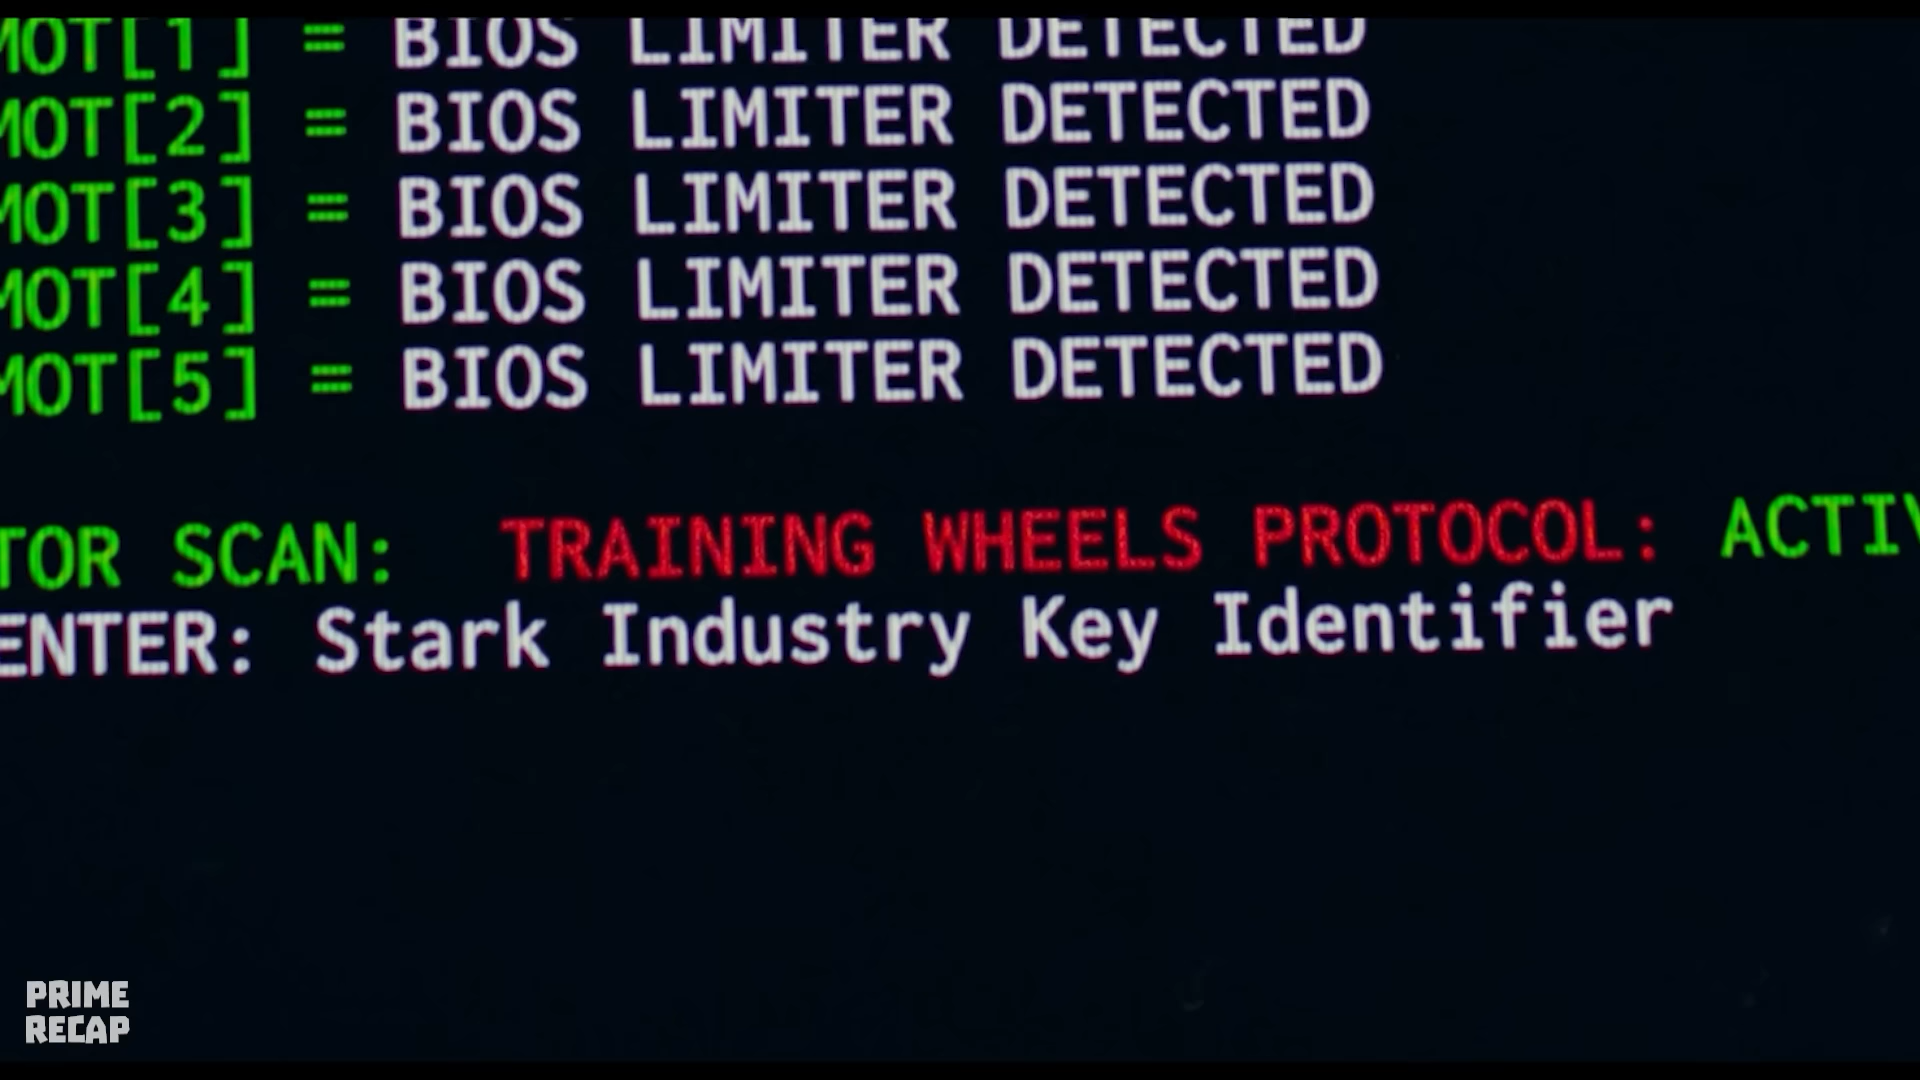 MOT[1] = BIOS LIMITER DETECTED
MOT[2] = BIOS LIMITER DETECTED
MOT[3] = BIOS LIMITER DETECTED
MOT[4] = BIOS LIMITER DETECTED
MOT[5] = BIOS LIMITER DETECTED
TOR SCAN: TRAINING WHEELS PROTOCOL: ACTIV
ENTER: Stark Industry Key Identifier
PRIME
RECAP